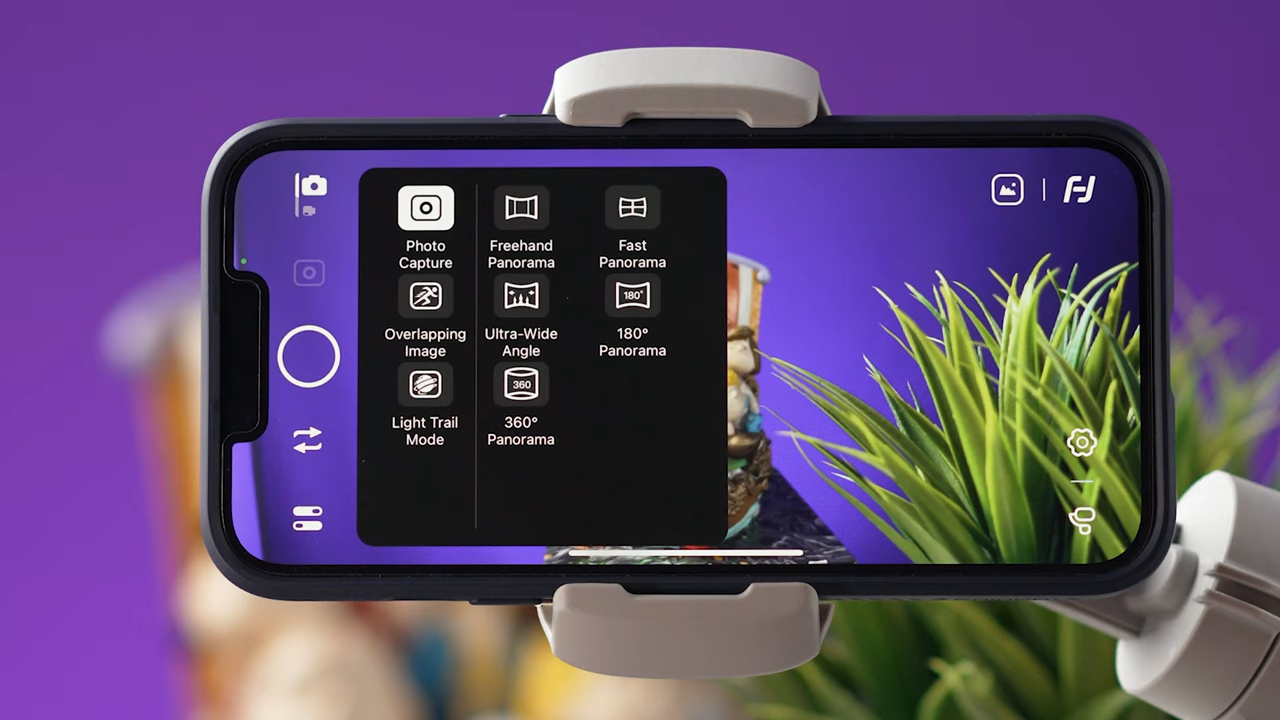 Photo
Capture
Freehand
Panorama
Fast
Panorama
Overlapping
Image
Ultra-Wide
Angle
180°
180°
Panorama
Light Trail
Mode
360
360°
Panorama